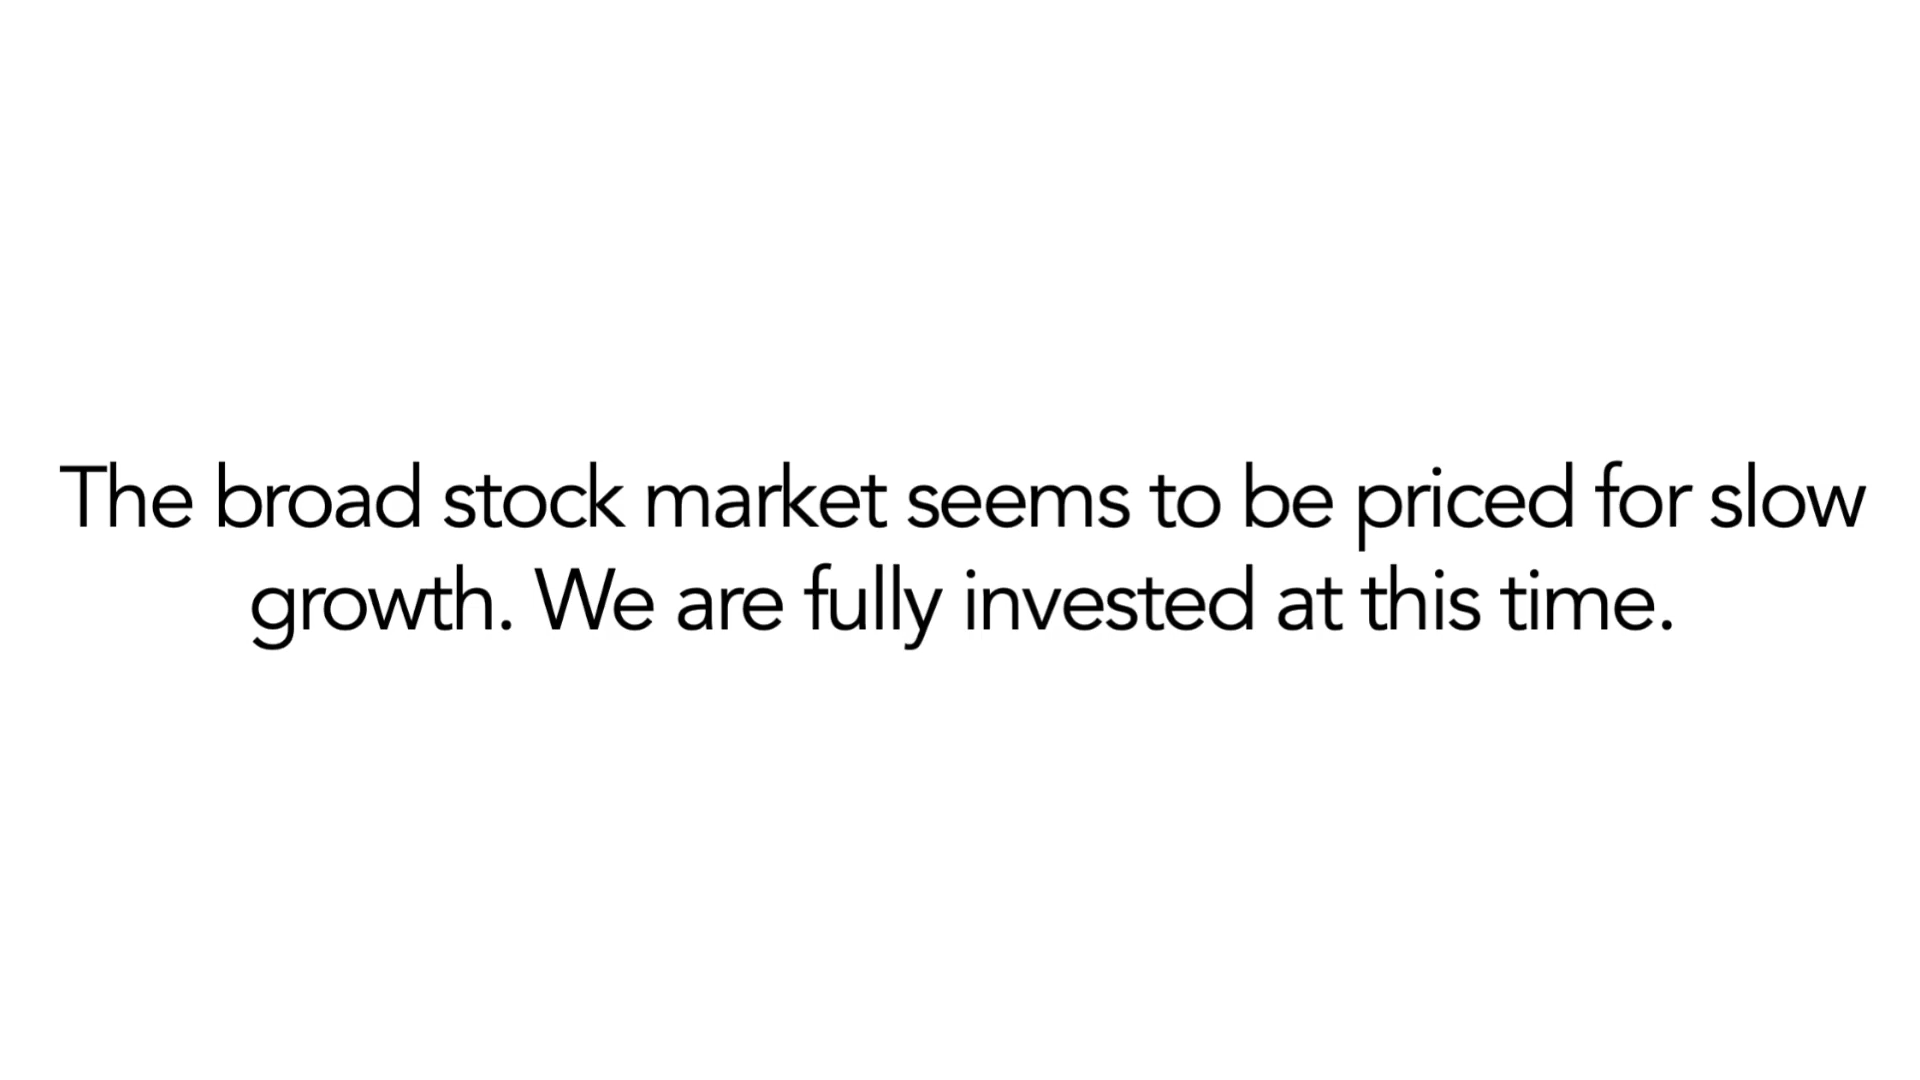 The broad stock market seems to be priced for slow
growth. We are fully invested at this time.